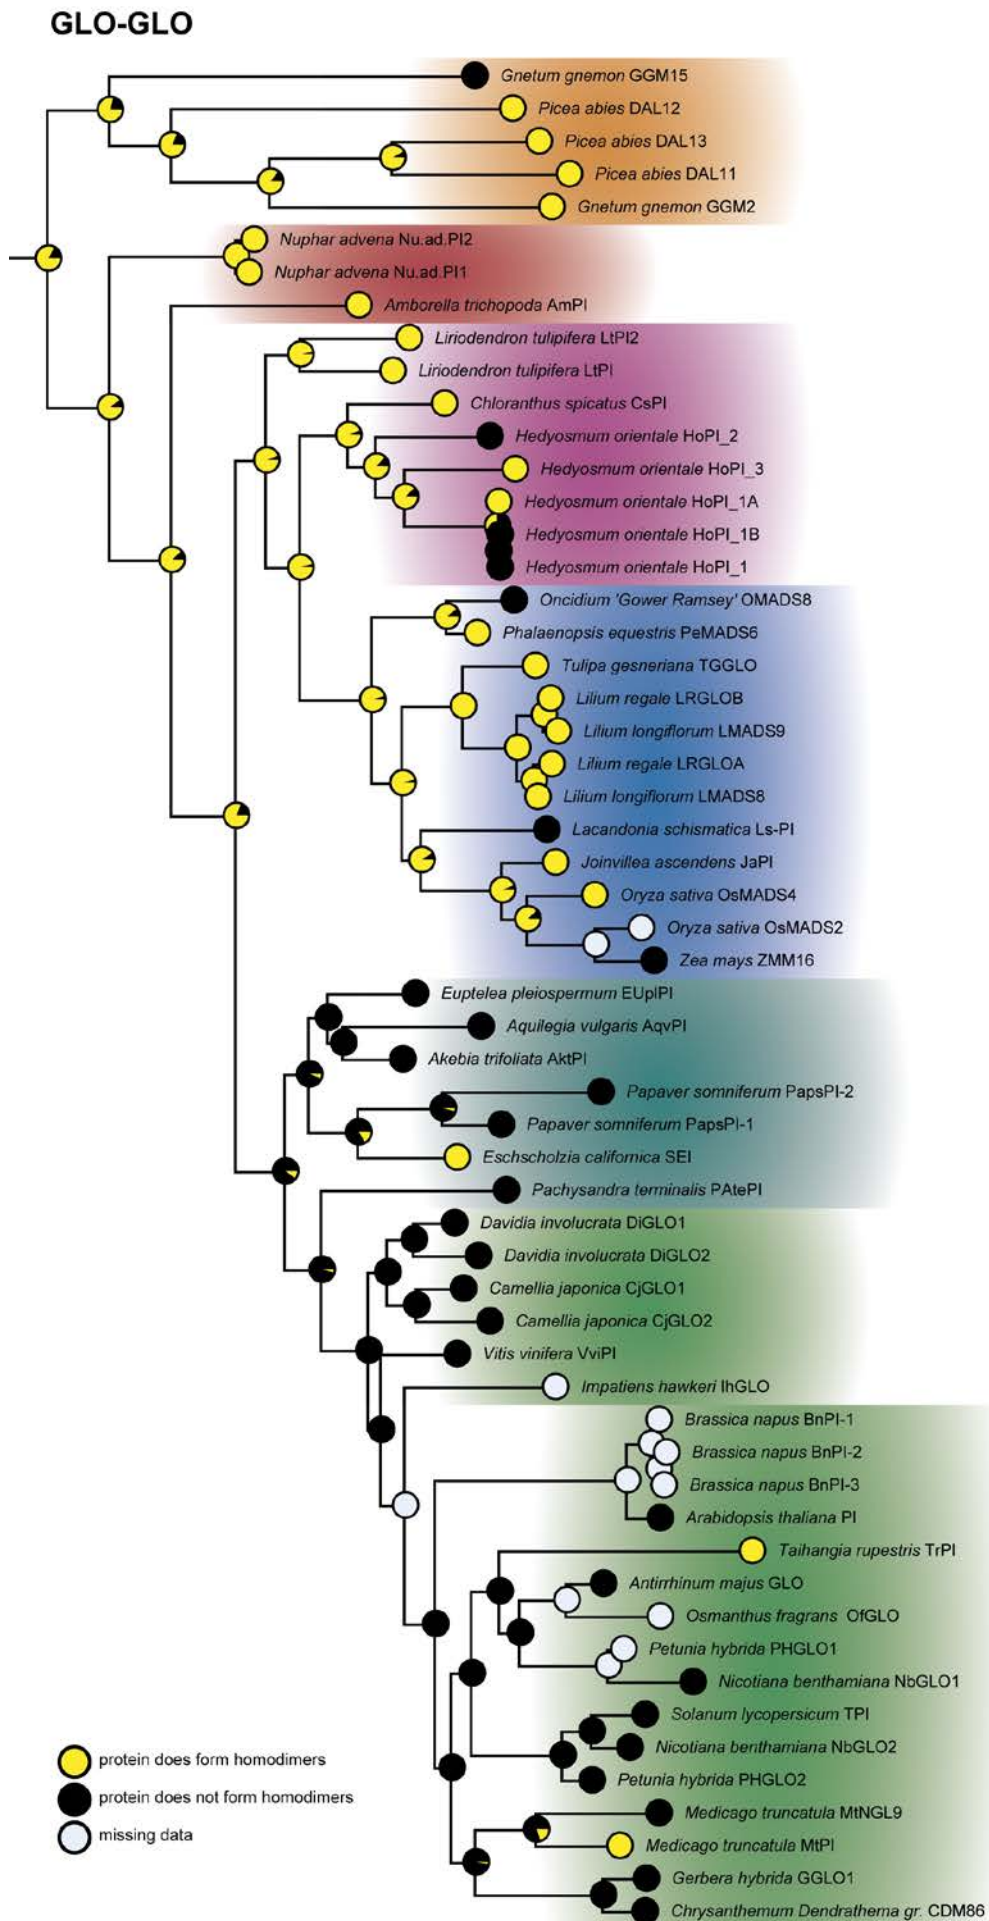 GLO-GLO
Gnetum gnemon GGM15
Picea abies DAL12
Picea abies DAL13
Picea abies DAL11
Gnetum gnemon GGM2
Nuphar advena Nu.ad.PI2
Nuphar advena Nu.ad.PI1
Amborella trichopoda AmPI
Liriodendron tulipifera LtPI2
Liriodendron tulipifera LtPI
Chloranthus spicatus CsPI
Hedyosmum orientale HoPI_2
Hedyosmum orientale HoPI_3
Hedyosmum orientale HoPI_1A
Hedyosmum orientale HoPI_1B
Hedyosmum orientale HoPI_1
Oncidium 'Gower Ramsey' OMADS8
Phalaenopsis equestris PeMADS6
Tulipa gesneriana TGGLO
Lilium regale LRGLOB
Lilium longiflorum LMADS9
Lilium regale LRGLOA
Lilium longiflorum LMADS8
Lacandonia schismatica Ls-PI
Joinvillea ascendens JaPI
Oryza sativa OsMADS4
Oryza sativa OsMADS2
Zea mays ZMM16
Euptelea pleiospermum EUplPI
Aquilegia vulgaris AqvPI
Akebia trifoliata AktPI
Papaver somniferum PapsPI-2
Papaver somniferum PapsPI-1
Eschscholzia californica SEI
Pachysandra terminalis PAtePI
Davidia involucrata DiGLO1
Davidia involucrata DiGLO2
Camellia japonica CjGLO1
Camellia japonica CjGLO2
Vitis vinifera VviPI
Impatiens hawkeri IhGLO
Brassica napus BnPI-1
Brassica napus BnPI-2
Brassica napus BnPI-3
Arabidopsis thaliana PI
Taihangia rupestris TrPI
Antirrhinum majus GLO
Osmanthus fragrans OfGLO
Petunia hybrida PHGLO1
Nicotiana benthamiana NbGLO1
Solanum lycopersicum TPI
Nicotiana benthamiana NbGLO2
Petunia hybrida PHGLO2
Medicago truncatula MtNGL9
Medicago truncatula MtPI
Gerbera hybrida GGLO1
Chrysanthemum Dendrathema gr. CDM86
protein does form homodimers
protein does not form homodimers
missing data